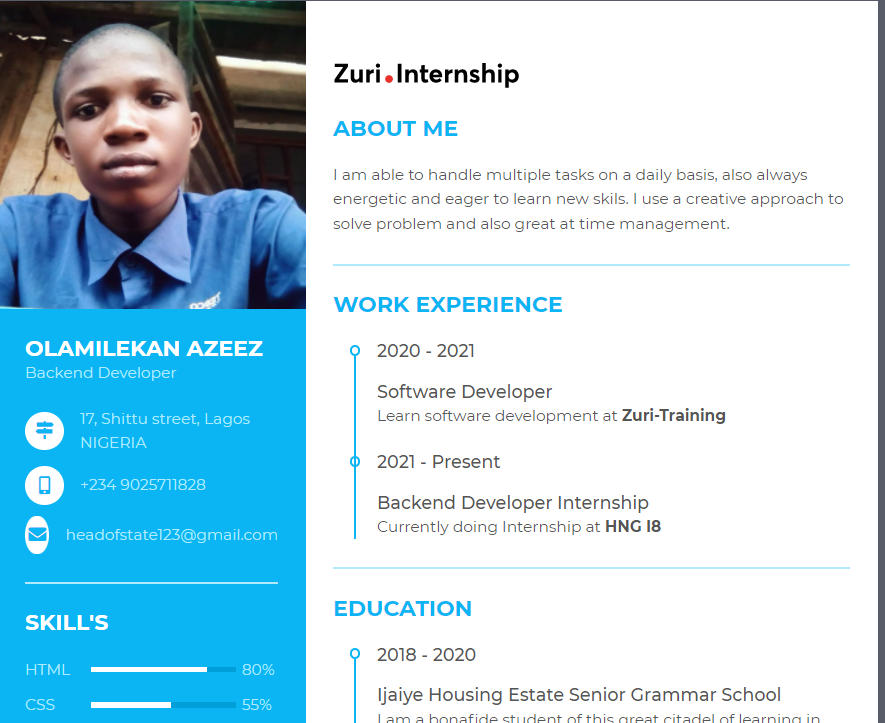 OLAMILEKAN AZEEZ
Backend Developer
17, Shittu street, Lagos
NIGERIA
+234 9025711828
headofstate123@gmail.com
SKILL'S
HTML 80%
CSS 55%
Zuri.Internship
ABOUT ME
I am able to handle multiple tasks on a daily basis, also always
energetic and eager to learn new skils. I use a creative approach to
solve problem and also great at time management.
WORK EXPERIENCE
2020 - 2021
Software Developer
Learn software development at Zuri-Training
2021 - Present
Backend Developer Internship
Currently doing Internship at HNG I8
EDUCATION
2018 - 2020
Ijaiye Housing Estate Senior Grammar School
I am a bonafide student of this great citadel of learning in